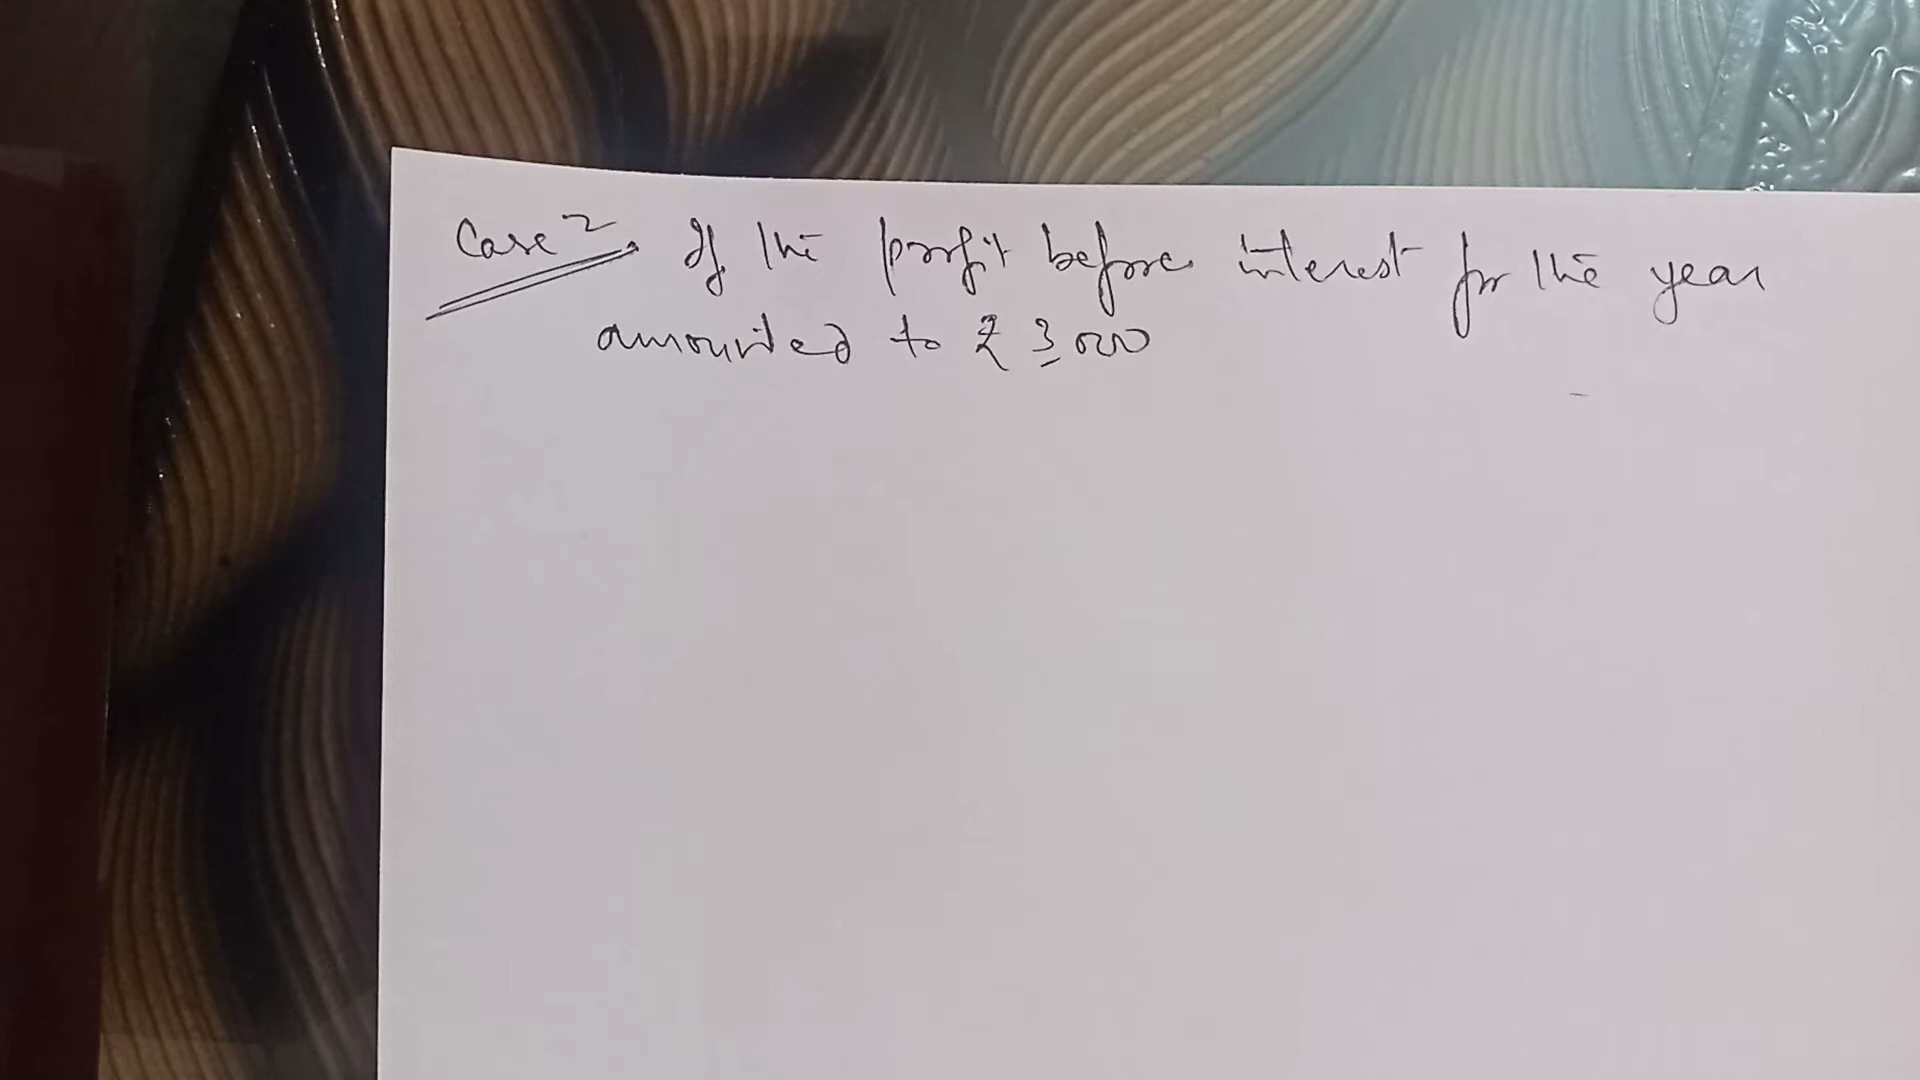 Case 2 If the profit before interest for the year
amounted to ₹ 3,000